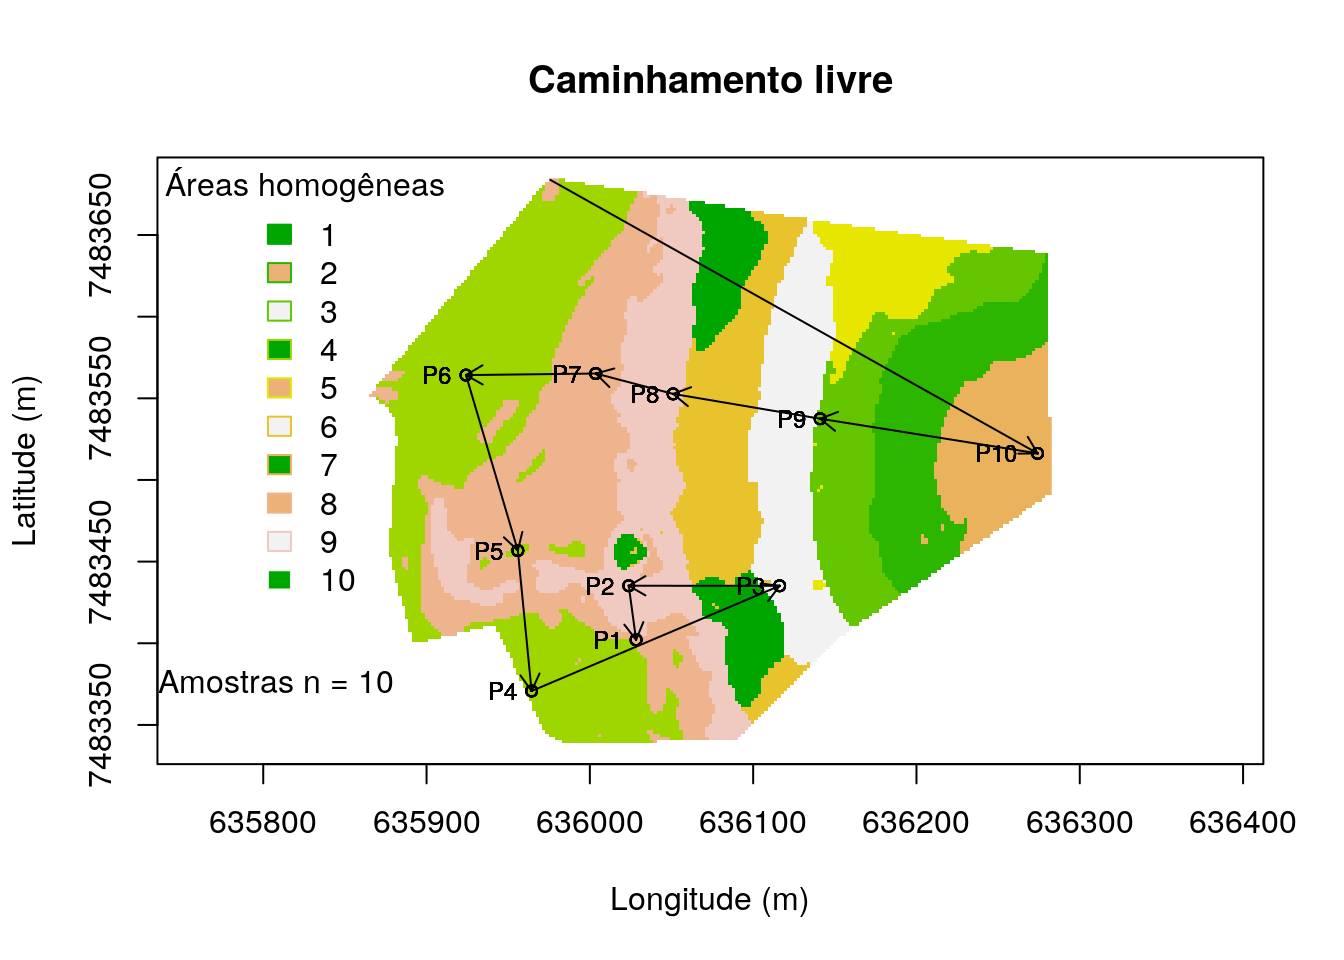 Caminhamento livre
Áreas homogêneas
1
2
3
4
5
6
7
8
9
10
Amostras n = 10
P6
P7
P8
P9
P10
P5
P2
P3
P1
P4
7483650
7483550
7483450
7483350
Latitude (m)
635800
635900
636000
636100
636200
636300
636400
Longitude (m)